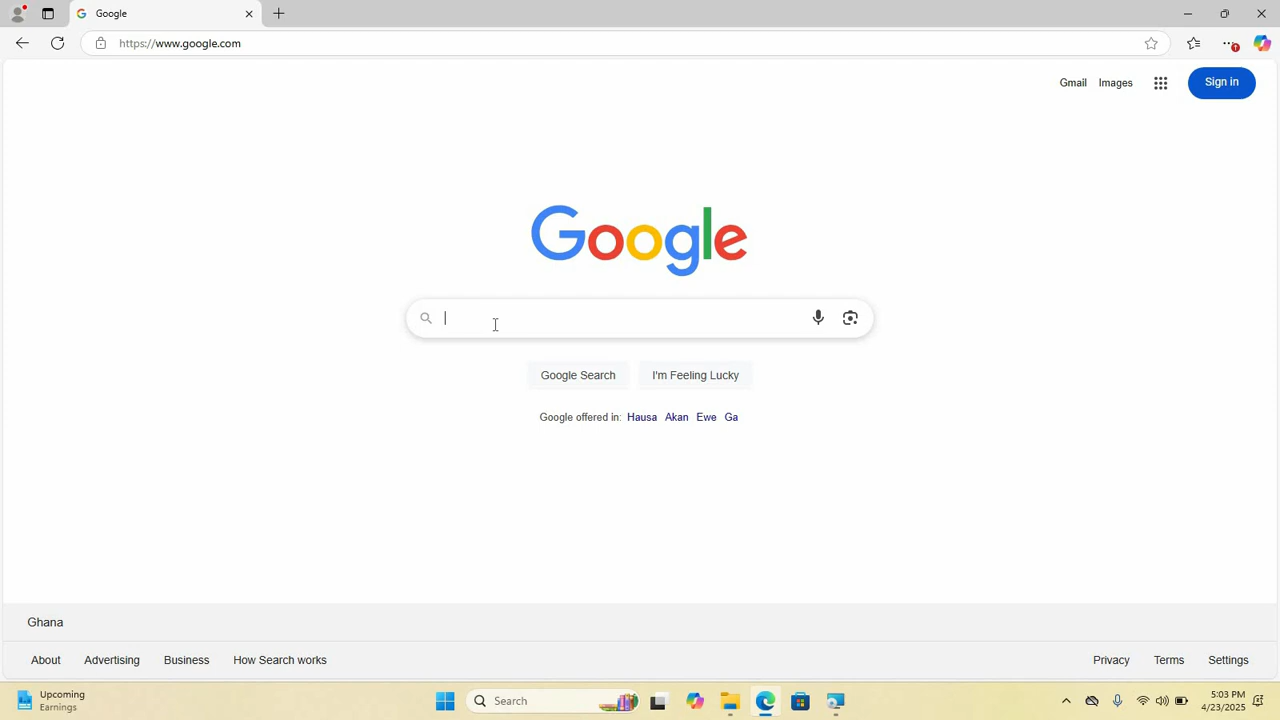 Google
https://www.google.com
Gmail Images Sign in
Google
Google Search I'm Feeling Lucky
Google offered in: Hausa Akan Ewe Ga
Ghana
About Advertising Business How Search works Privacy Terms Settings
Upcoming
Earnings
Search
5:03 PM
4/23/2025